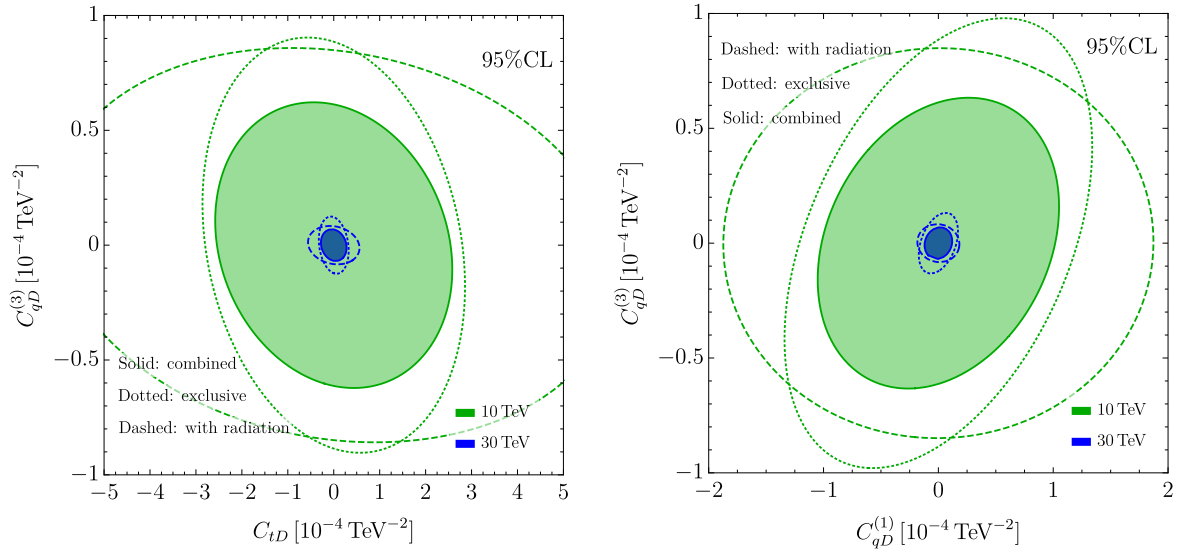 95%CL
1
0.5
0
−0.5
−1
C_{qD}^{(3)} [10^{−4} TeV^{−2}]
Solid: combined
Dotted: exclusive
Dashed: with radiation
10 TeV
30 TeV
−5 −4 −3 −2 −1 0 1 2 3 4 5
C_{tD} [10^{−4} TeV^{−2}]
Dashed: with radiation
Dotted: exclusive
Solid: combined
95%CL
1
0.5
0
−0.5
−1
C_{qD}^{(3)} [10^{−4} TeV^{−2}]
10 TeV
30 TeV
−2 −1 0 1 2
C_{qD}^{(1)} [10^{−4} TeV^{−2}]